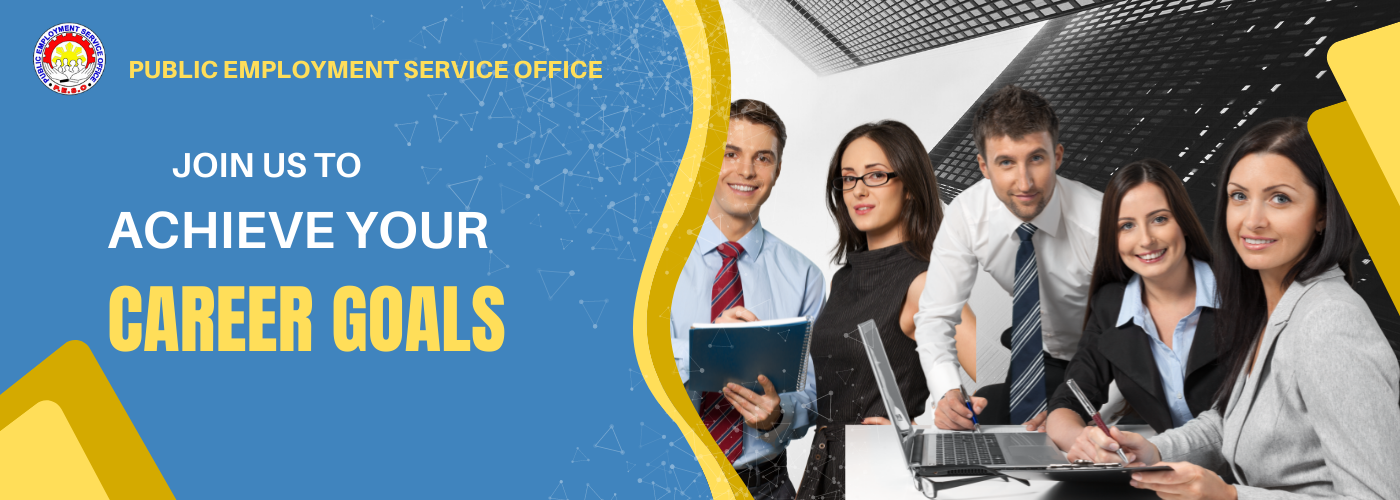 PUBLIC EMPLOYMENT SERVICE OFFICE
P.E.S.O.
PUBLIC EMPLOYMENT SERVICE OFFICE
JOIN US TO
ACHIEVE YOUR
CAREER GOALS